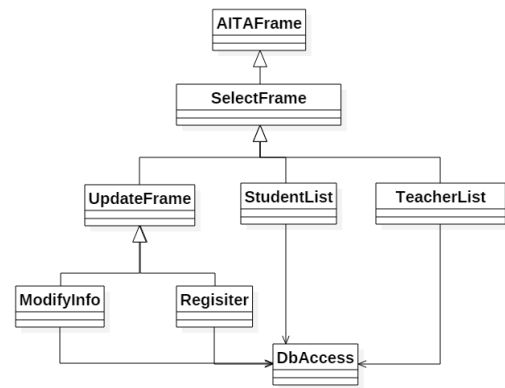 AITAFrame
SelectFrame
UpdateFrame
StudentList
TeacherList
ModifyInfo
Regisiter
DbAccess